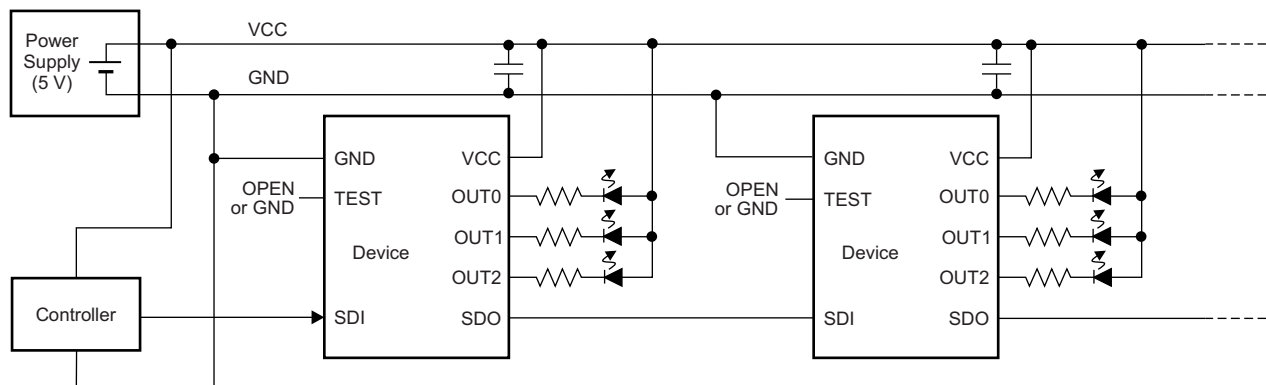 Power
Supply
(5 V)
VCC
GND
GND
VCC
OPEN
or GND
TEST
OUT0
OUT1
Device
OUT2
Controller
SDI
SDO
GND
VCC
OPEN
or GND
TEST
OUT0
OUT1
Device
OUT2
SDI
SDO